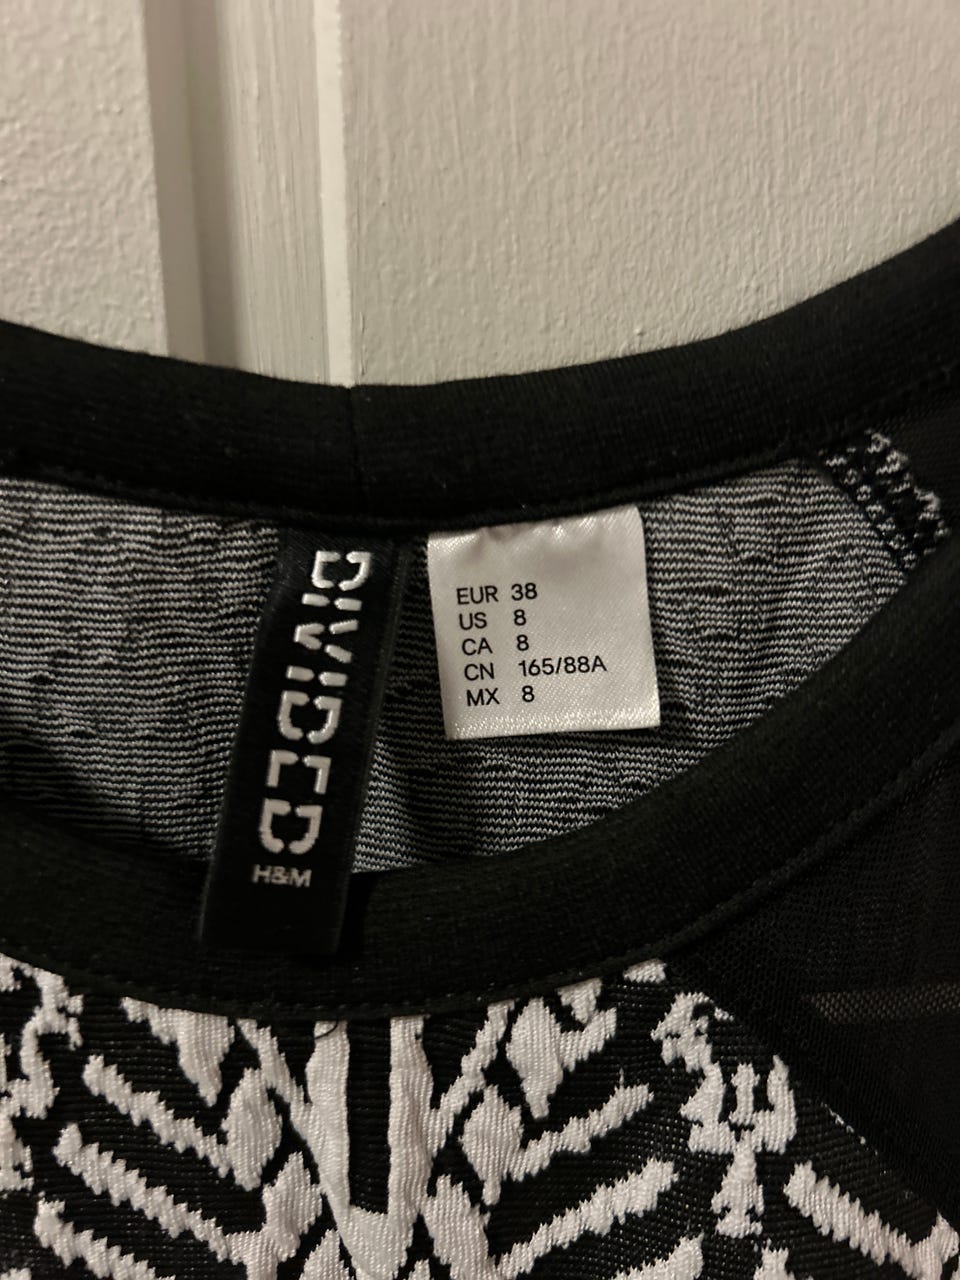 DIVIDED
H&M
EUR 38
US 8
CA 8
CN 165/88A
MX 8